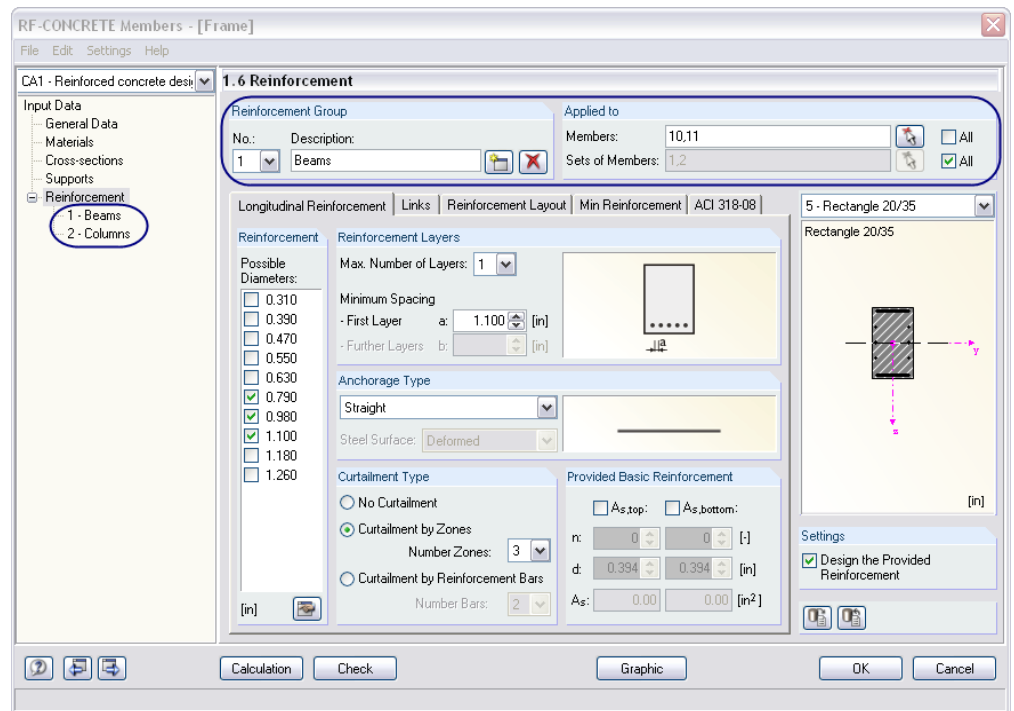 RF-CONCRETE Members - [Frame]
File Edit Settings Help
CA1 - Reinforced concrete desi
1.6 Reinforcement
Input Data
General Data
Materials
Cross-sections
Supports
Reinforcement
1 - Beams
2 - Columns
Reinforcement Group
No.: Description:
1 Beams
Applied to
Members: 10,11 All
Sets of Members: 1,2 All
Longitudinal Reinforcement Links Reinforcement Layout Min Reinforcement ACI 318-08
Reinforcement
Possible
Diameters:
0.310
0.390
0.470
0.550
0.630
0.790
0.980
1.100
1.180
1.260
[in]
Reinforcement Layers
Max. Number of Layers: 1
Minimum Spacing
- First Layer a: 1.100 [in]
- Further Layers b: [in]
a
Anchorage Type
Straight
Steel Surface: Deformed
Curtailment Type
No Curtailment
Curtailment by Zones
Number Zones: 3
Curtailment by Reinforcement Bars
Number Bars: 2
Provided Basic Reinforcement
As,top: As,bottom:
n: 0 0 [-]
d: 0.394 0.394 [in]
As: 0.00 0.00 [in²]
5 - Rectangle 20/35
Rectangle 20/35
y
z
[in]
Settings
Design the Provided
Reinforcement
Calculation Check Graphic OK Cancel